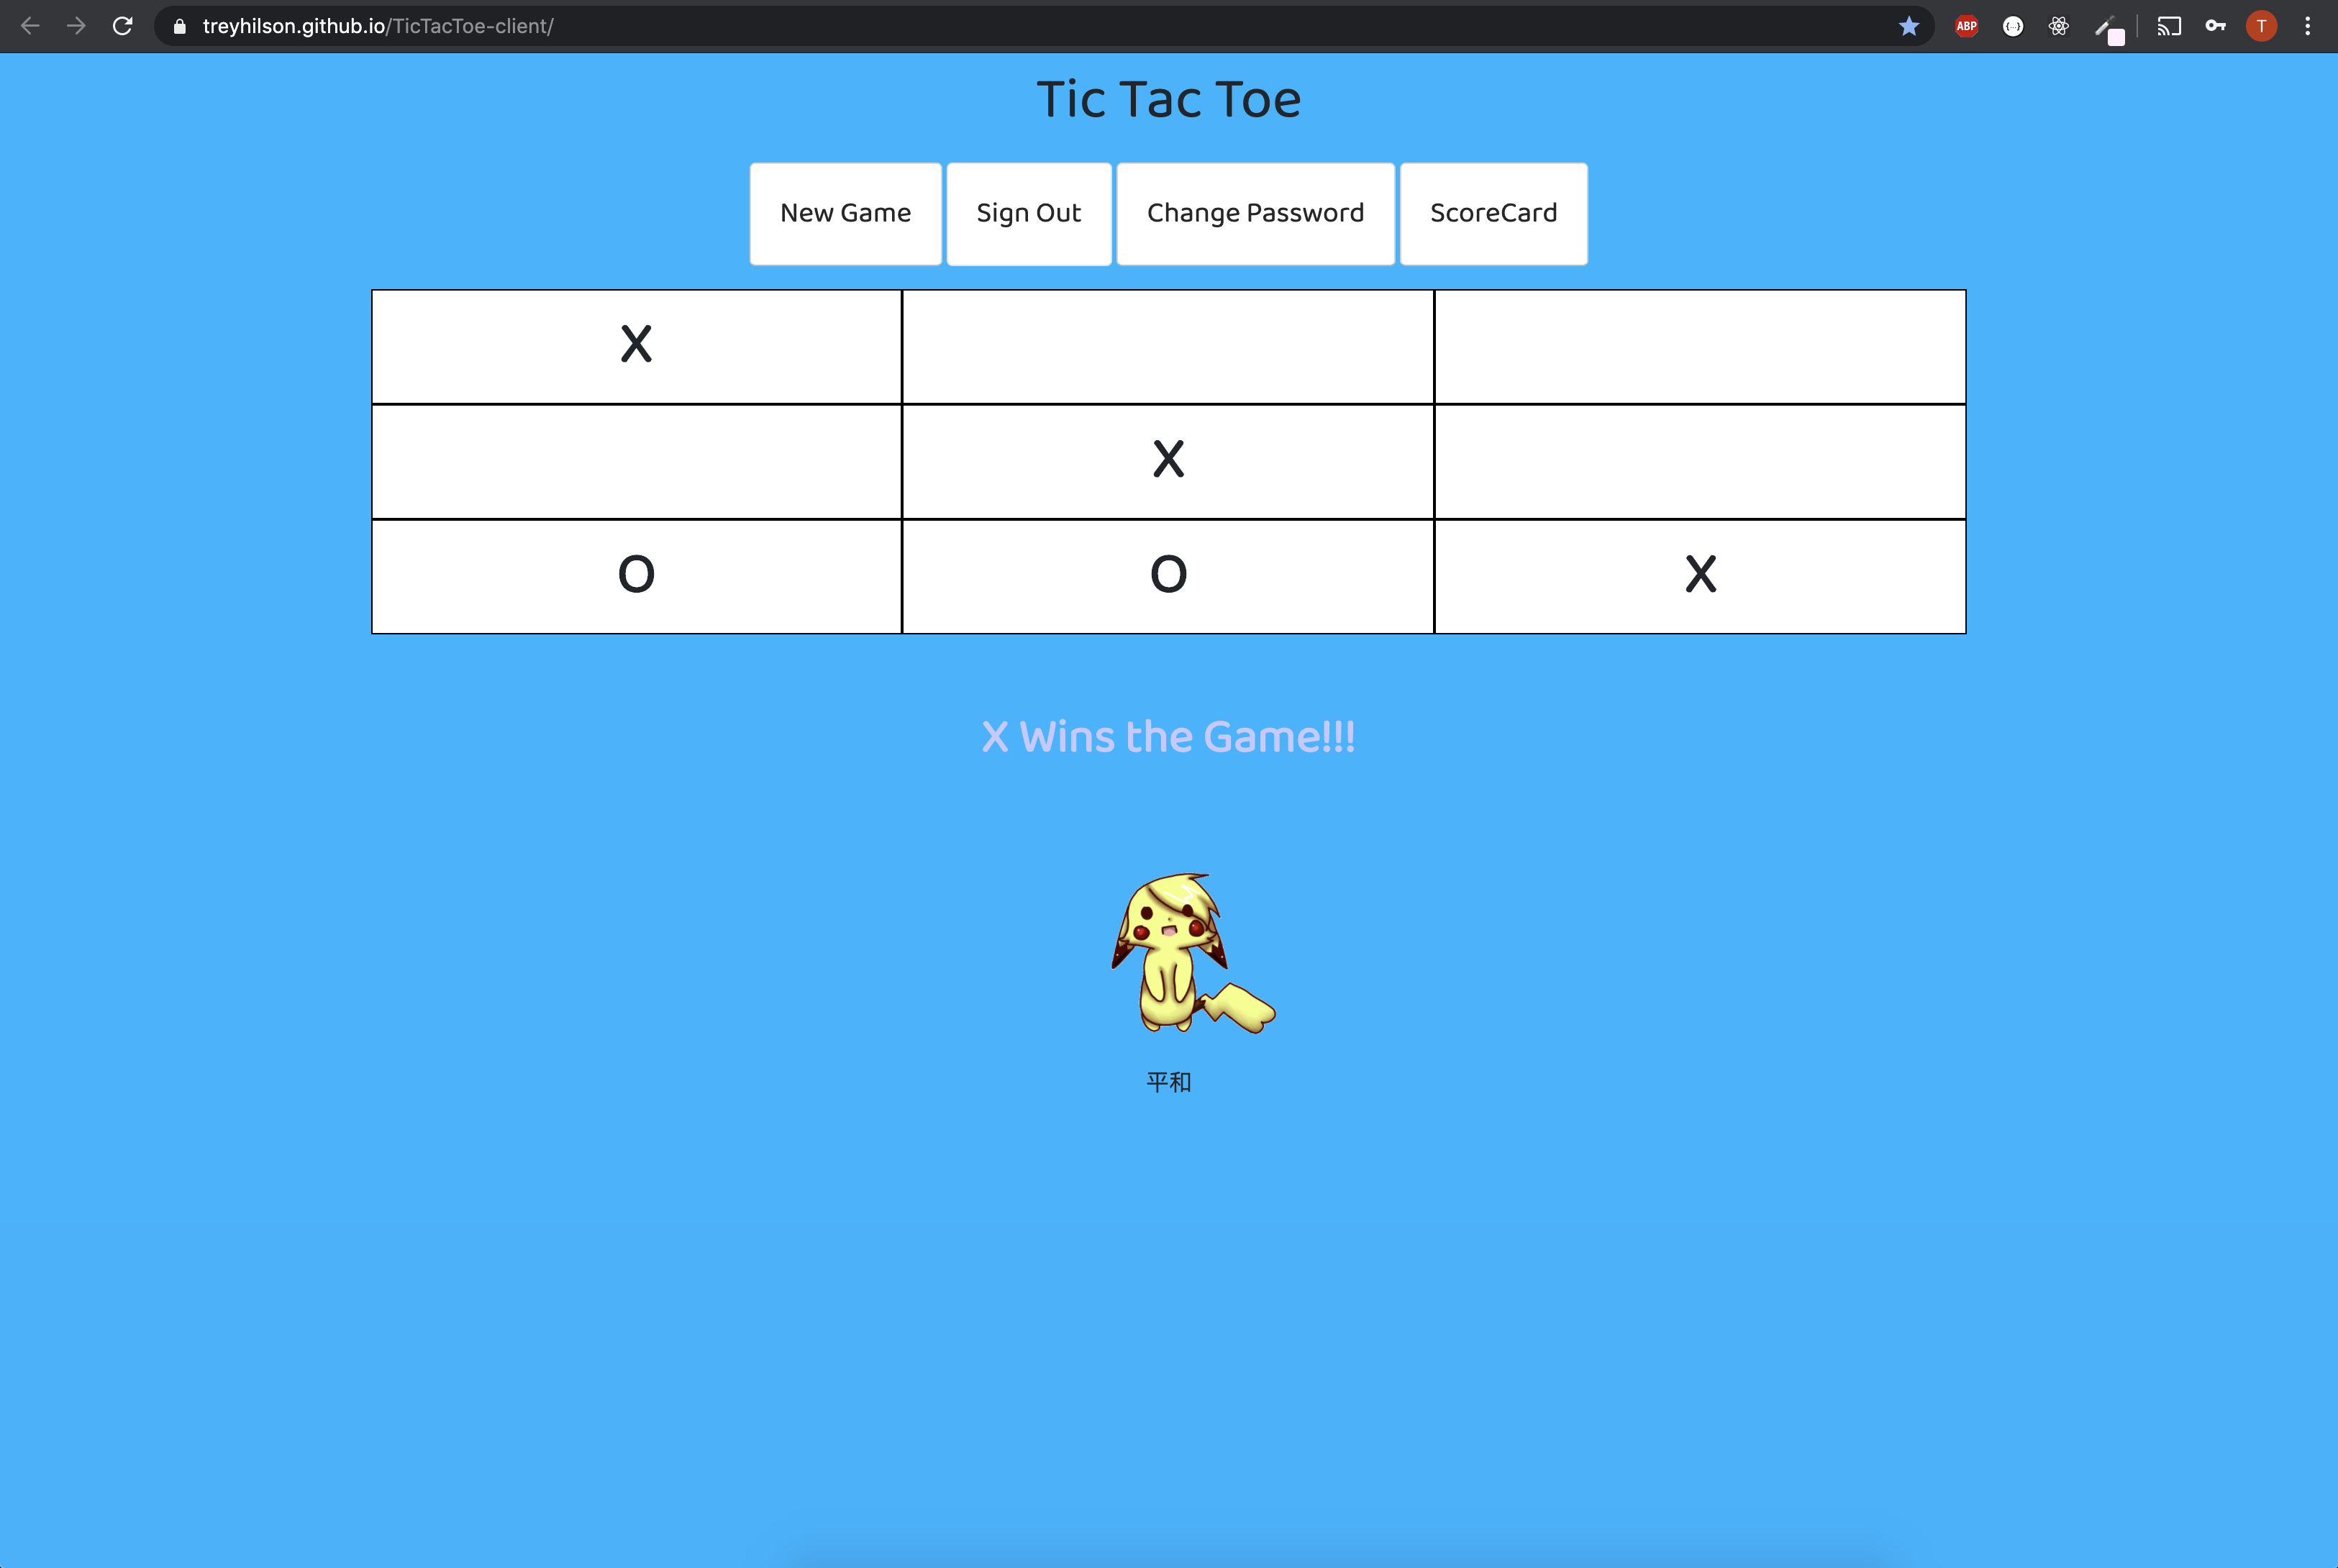 treyhilson.github.io/TicTacToe-client/
ABP
T
Tic Tac Toe
New Game Sign Out Change Password ScoreCard
X
X
O O X
X Wins the Game!!!
平和